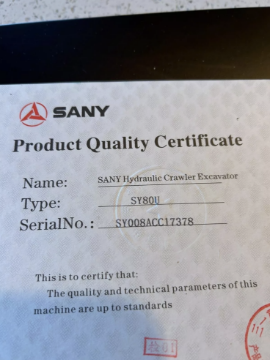 SANY
Product Quality Certificate
Name: SANY Hydraulic Crawler Excavator
Type: SY80U
SerialNo.: SY008ACC17378
This is to certify that:
The quality and technical parameters of this
machine are up to standards